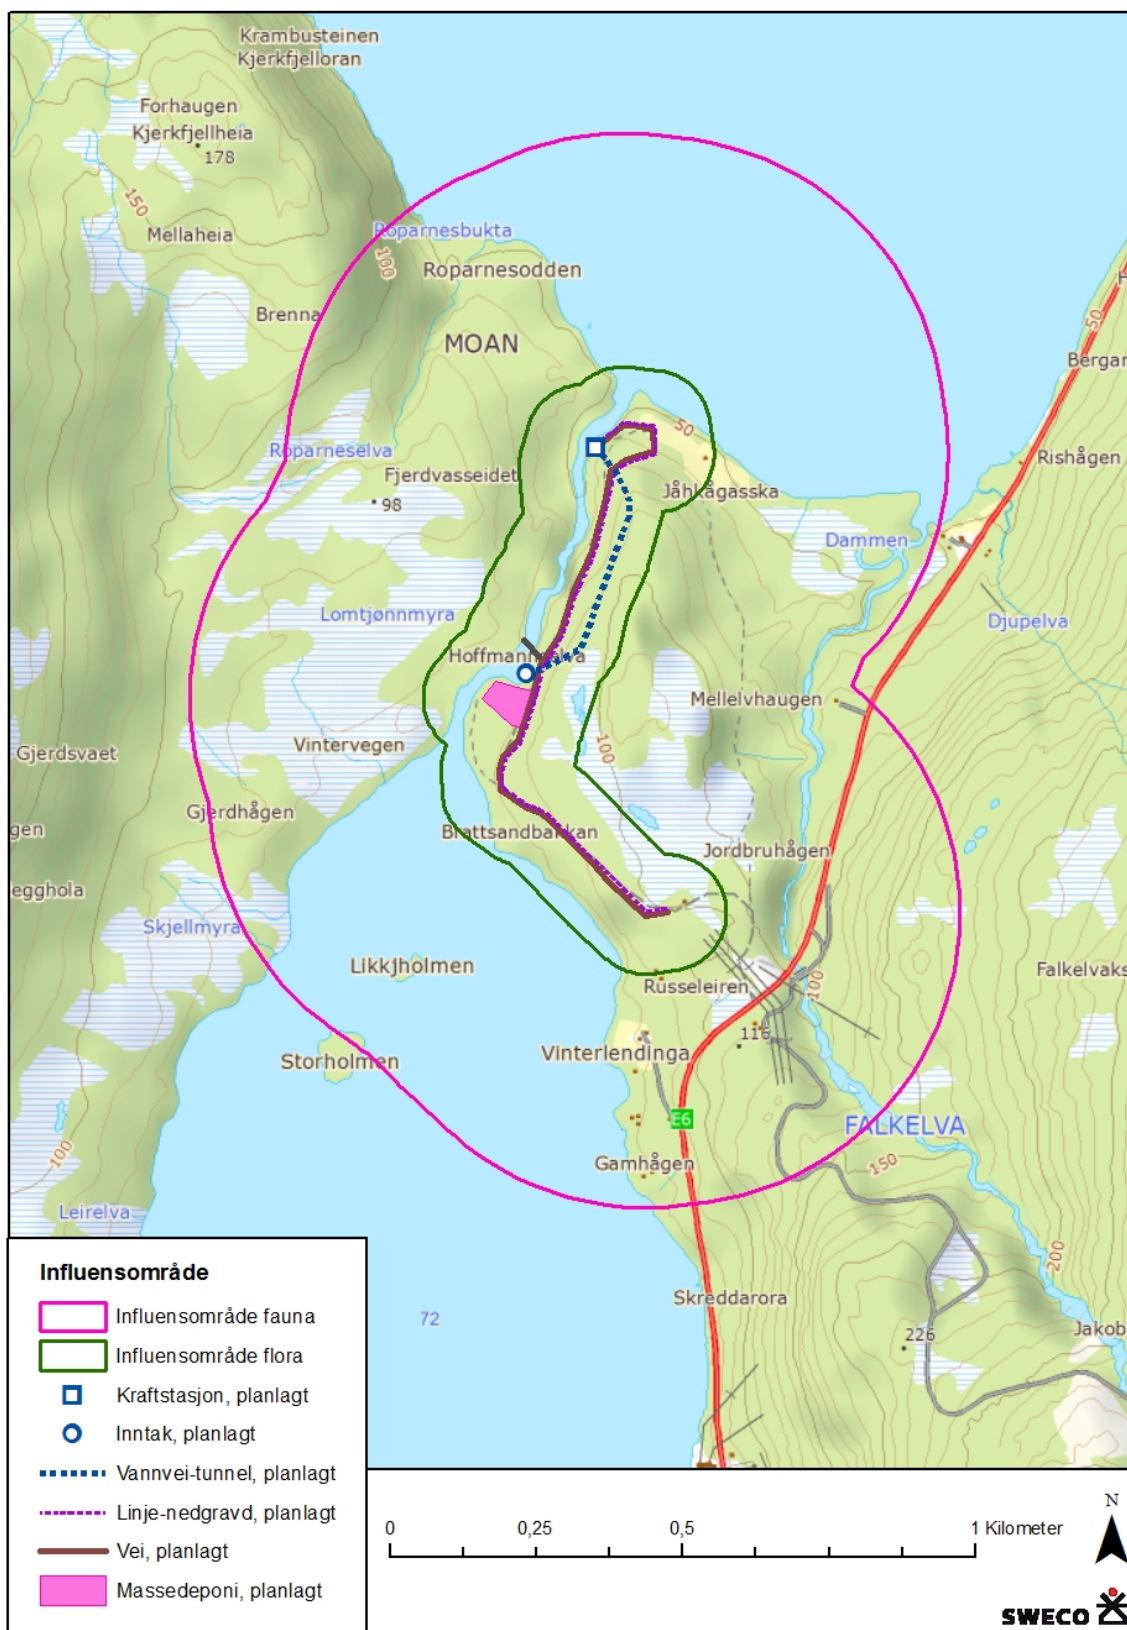 Krambusteinen
Kjerkfjelloran
Forhaugen
Kjerkfjellheia
178
150
Mellaheia
Roparnesbukta
100
Roparnesodden
Brenna
50
MOAN
Bergar
50
Roparneselva
Fjerdvasseidet
Rishågen
98
Jåhkågasska
Dammen
Lomtjønnmyra
Djupelva
Mellelvhaugen
Vintervegen
100
Gjerdsvaet
Gjerdhågen
gen
Brattsandbakkan
Jordbruhågen
egghola
Skjellmyra
Likkjholmen
Russeleiren
100
Falkelvaks
116
Storholmen
Vinterlendinga
E6
FALKELVA
100
Gamhågen
150
Leirelva
200
Skreddarora
72
226
Jakob
Influensområde
Influensområde fauna
Influensområde flora
Kraftstasjon, planlagt
Inntak, planlagt
Vannvei-tunnel, planlagt
Linje-nedgravd, planlagt
Vei, planlagt
Massedeponi, planlagt
0 0,25 0,5 1 Kilometer
N
SWECO